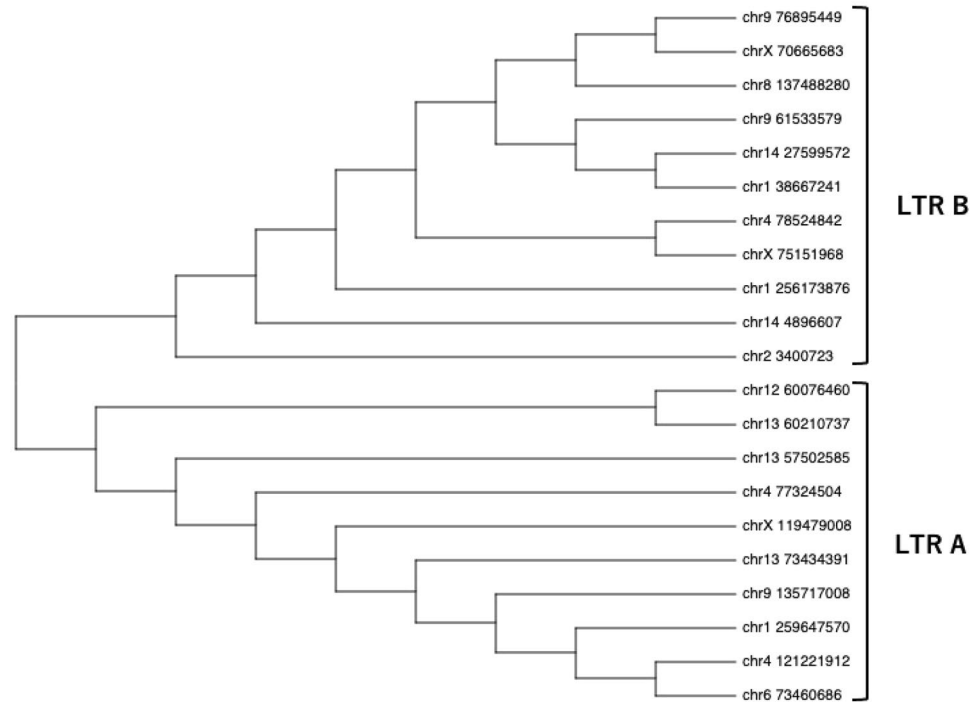 chr9 76895449
chrX 70665683
chr8 137488280
chr9 61533579
chr14 27599572
chr1 38667241
LTR B
chr4 78524842
chrX 75151968
chr1 256173876
chr14 4896607
chr2 3400723
chr12 60076460
chr13 60210737
chr13 57502585
chr4 77324504
chrX 119479008
LTR A
chr13 73434391
chr9 135717008
chr1 259647570
chr4 121221912
chr6 73460686